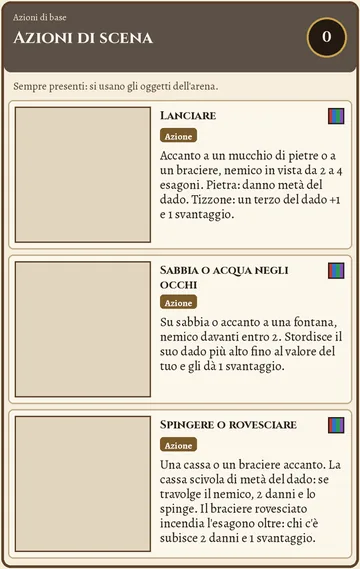 Azioni di base
Azioni di scena
0
Sempre presenti: si usano gli oggetti dell'arena.
Lanciare
Azione
Accanto a un mucchio di pietre o a
un braciere, nemico in vista da 2 a 4
esagoni. Pietra: danno metà del
dado. Tizzone: un terzo del dado +1
e 1 svantaggio.
Sabbia o acqua negli
occhi
Azione
Su sabbia o accanto a una fontana,
nemico davanti entro 2. Stordisce il
suo dado più alto fino al valore del
tuo e gli dà 1 svantaggio.
Spingere o rovesciare
Azione
Una cassa o un braciere accanto. La
cassa scivola di metà del dado: se
travolge il nemico, 2 danni e lo
spinge. Il braciere rovesciato
incendia l'esagono oltre: chi c'è
subisce 2 danni e 1 svantaggio.